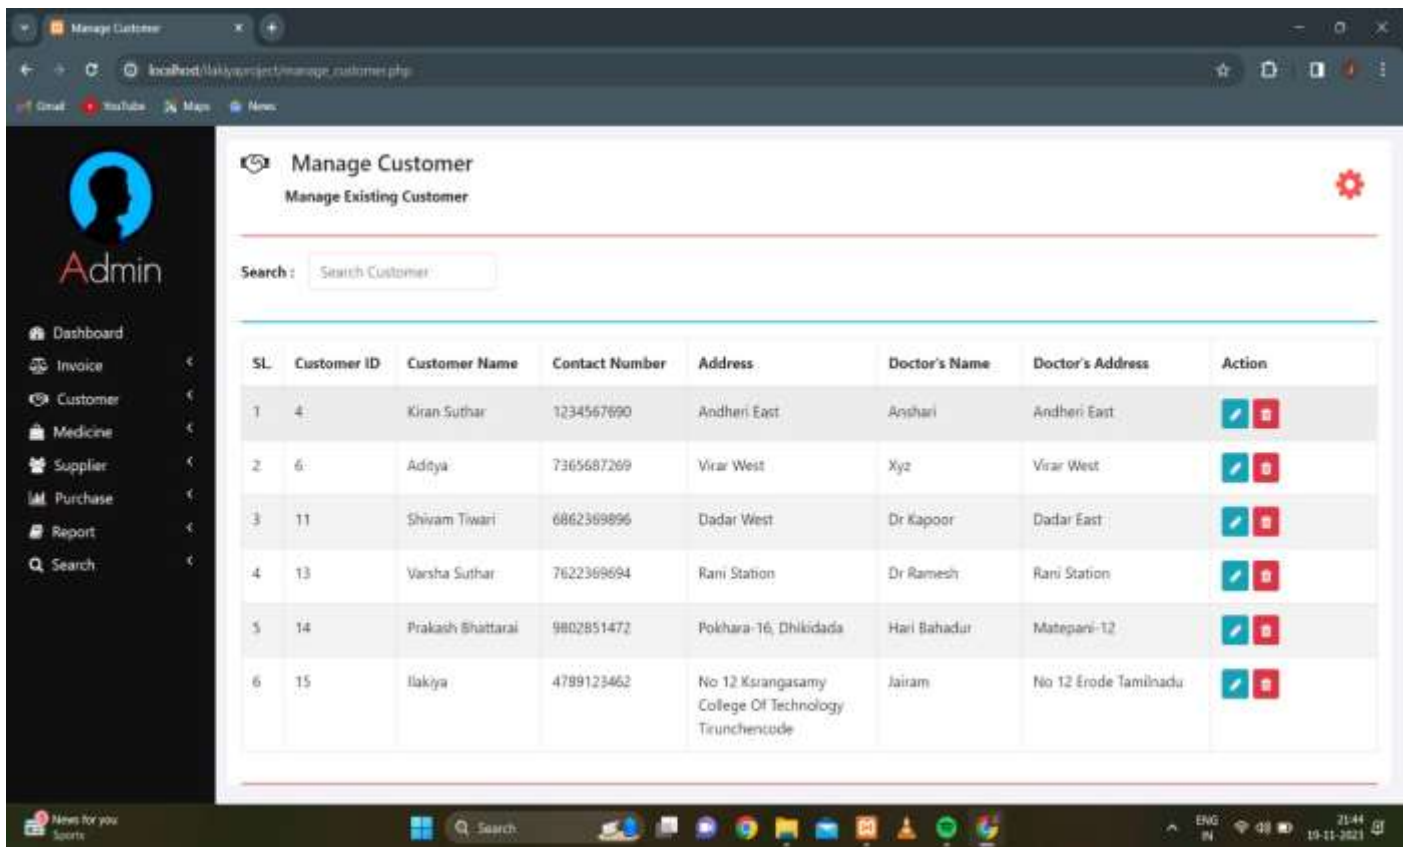 Manage Customer
localhost/ilakiyaproject/manage_customer.php
Gmail YouTube Maps News
Manage Customer
Manage Existing Customer
Admin
Search : Search Customer
Dashboard
Invoice
Customer
Medicine
Supplier
Purchase
Report
Search
SL. Customer ID Customer Name Contact Number Address Doctor's Name Doctor's Address Action
1 4 Kiran Suthar 1234567690 Andheri East Anshari Andheri East
2 6 Aditya 7365687269 Virar West Xyz Virar West
3 11 Shivam Tiwari 6862369896 Dadar West Dr Kapoor Dadar East
4 13 Varsha Suthar 7622369694 Rani Station Dr Ramesh Rani Station
5 14 Prakash Bhattarai 9802851472 Pokhara-16, Dhikidada Hari Bahadur Matepani-12
6 15 Ilakiya 4789123462 No 12 Ksrangasamy Jairam No 12 Erode Tamilnadu
College Of Technology
Tirunchencode
News for you
Sports
Search
ENG
IN
21:44
19-11-2023